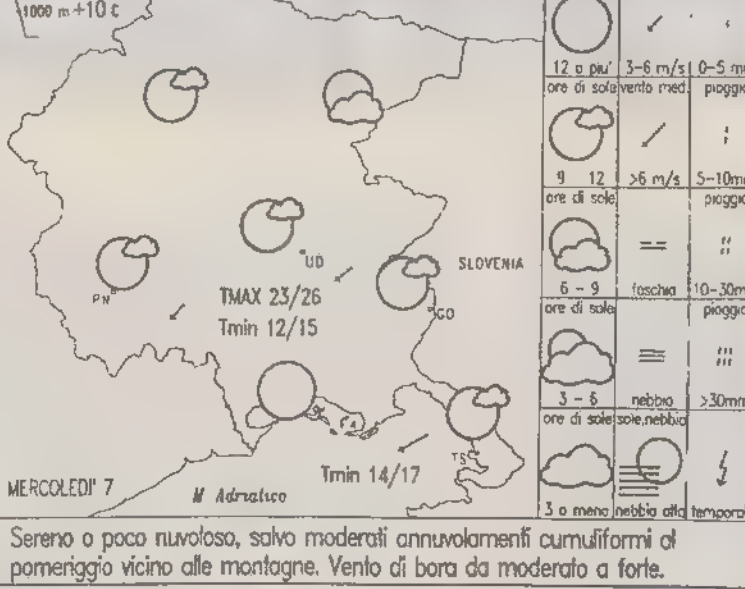 1000 m +10 C
UD
SLOVENIA
PN
TMAX 23/26
Tmin 12/15
GO
TS
Tmin 14/17
MERCOLEDI' 7
M Adriatico
12 o piu' 3-6 m/s 0-5 mm
ore di sole vento med. pioggia
9 12 >6 m/s 5-10mm
ore di sole pioggia
6 - 9 foschia 10-30mm
ore di sole pioggia
3 - 6 nebbia >30mm
ore di sole sole,nebbia
3 o meno nebbia alta temporal
Sereno o poco nuvoloso, salvo moderati annuvolamenti cumuliformi al
pomeriggio vicino alle montagne. Vento di bora da moderato a forte.